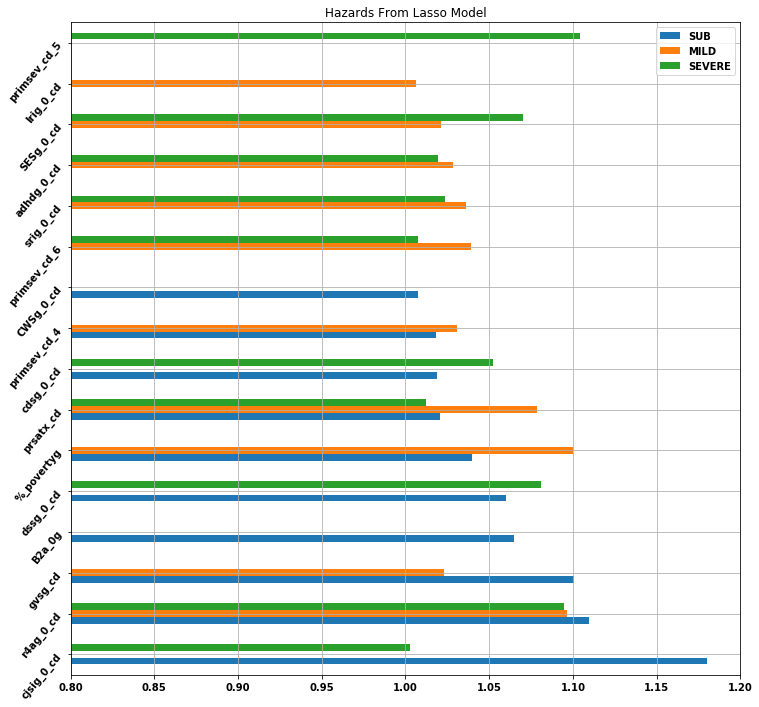 Hazards From Lasso Model
SUB
MILD
SEVERE
primsev_cd_5
lrig_0_cd
SESg_0_cd
adhdg_0_cd
srig_0_cd
primsev_cd_6
CWSg_0_cd
primsev_cd_4
cdsg_0_cd
prsatx_cd
%_povertyg
dssg_0_cd
B2a_0g
gvsg_cd
r4ag_0_cd
cjsig_0_cd
0.80 0.85 0.90 0.95 1.00 1.05 1.10 1.15 1.20